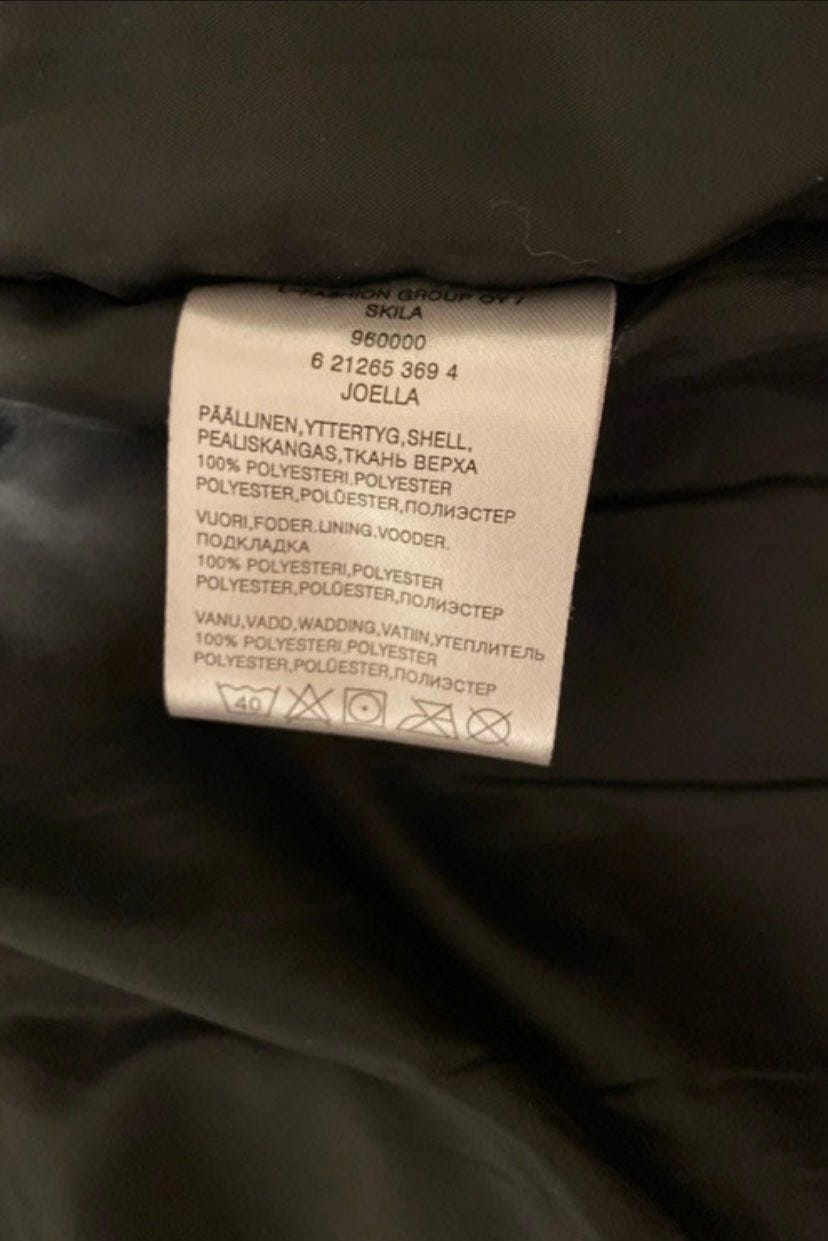 L-FASHION GROUP OY /
SKILA
960000
6 21265 369 4
JOELLA
PÄÄLLINEN,YTTERTYG,SHELL,
PEALISKANGAS,ТКАНЬ ВЕРХА
100% POLYESTERI,POLYESTER
POLYESTER,POLÜESTER,ПОЛИЭСТЕР
VUORI,FODER.LINING.VOODER.
ПОДКЛАДКА
100% POLYESTERI,POLYESTER
POLYESTER,POLÜESTER,ПОЛИЭСТЕР
VANU,VADD,WADDING,VATIIN,УТЕПЛИТЕЛЬ
100% POLYESTERI,POLYESTER
POLYESTER,POLÜESTER,ПОЛИЭСТЕР
40